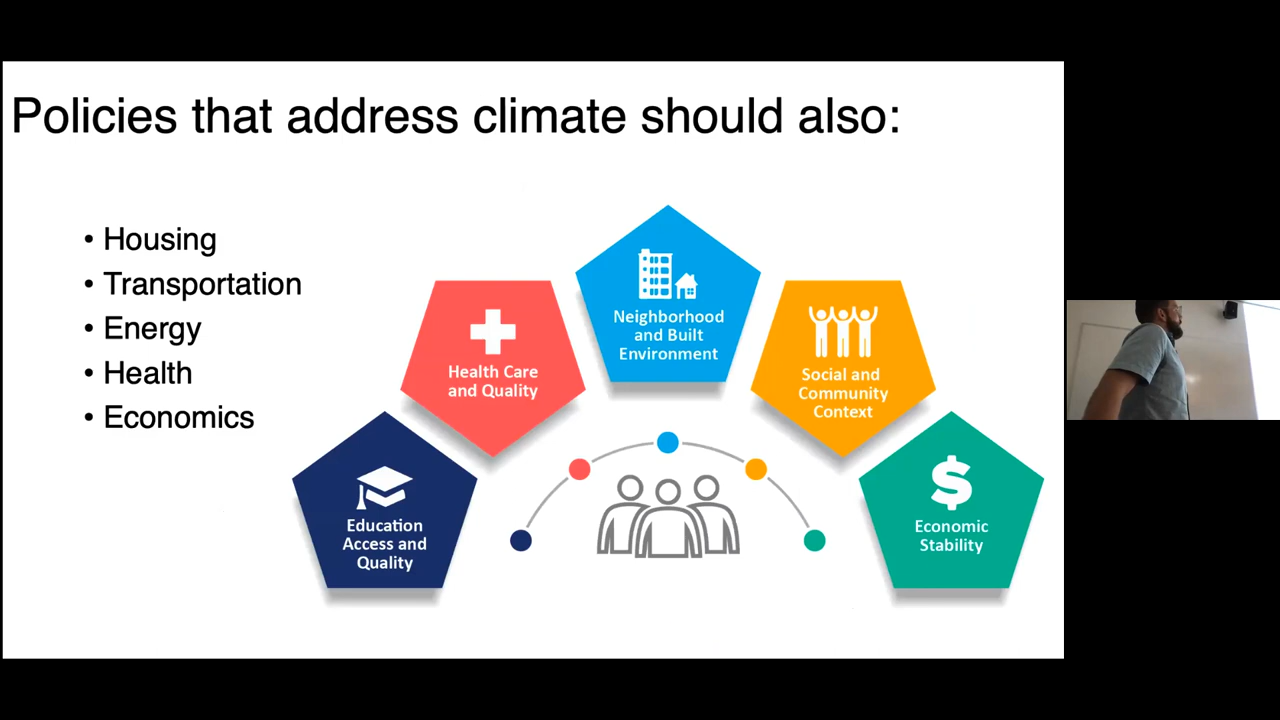 Policies that address climate should also:
• Housing
• Transportation
• Energy
• Health
• Economics
Education
Access and
Quality
Health Care
and Quality
Neighborhood
and Built
Environment
Social and
Community
Context
$
Economic
Stability